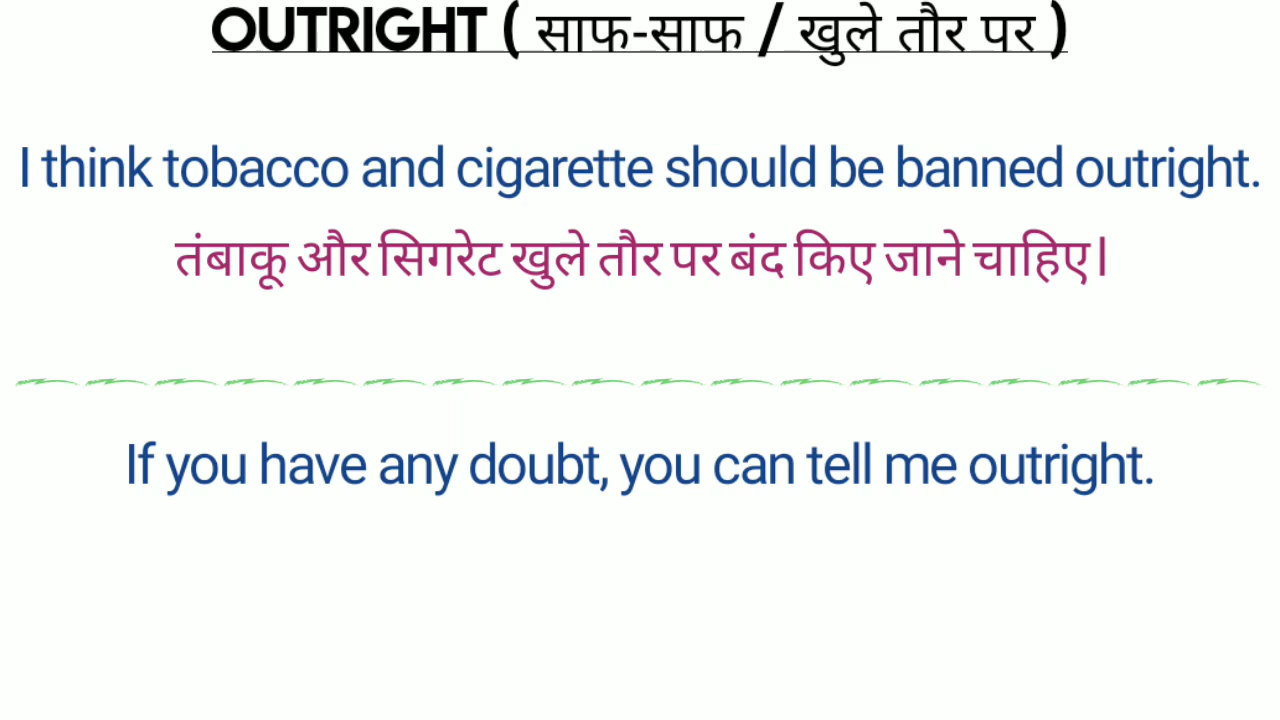 OUTRIGHT ( साफ-साफ / खुले तौर पर )
I think tobacco and cigarette should be banned outright.
तंबाकू और सिगरेट खुले तौर पर बंद किए जाने चाहिए।
If you have any doubt, you can tell me outright.